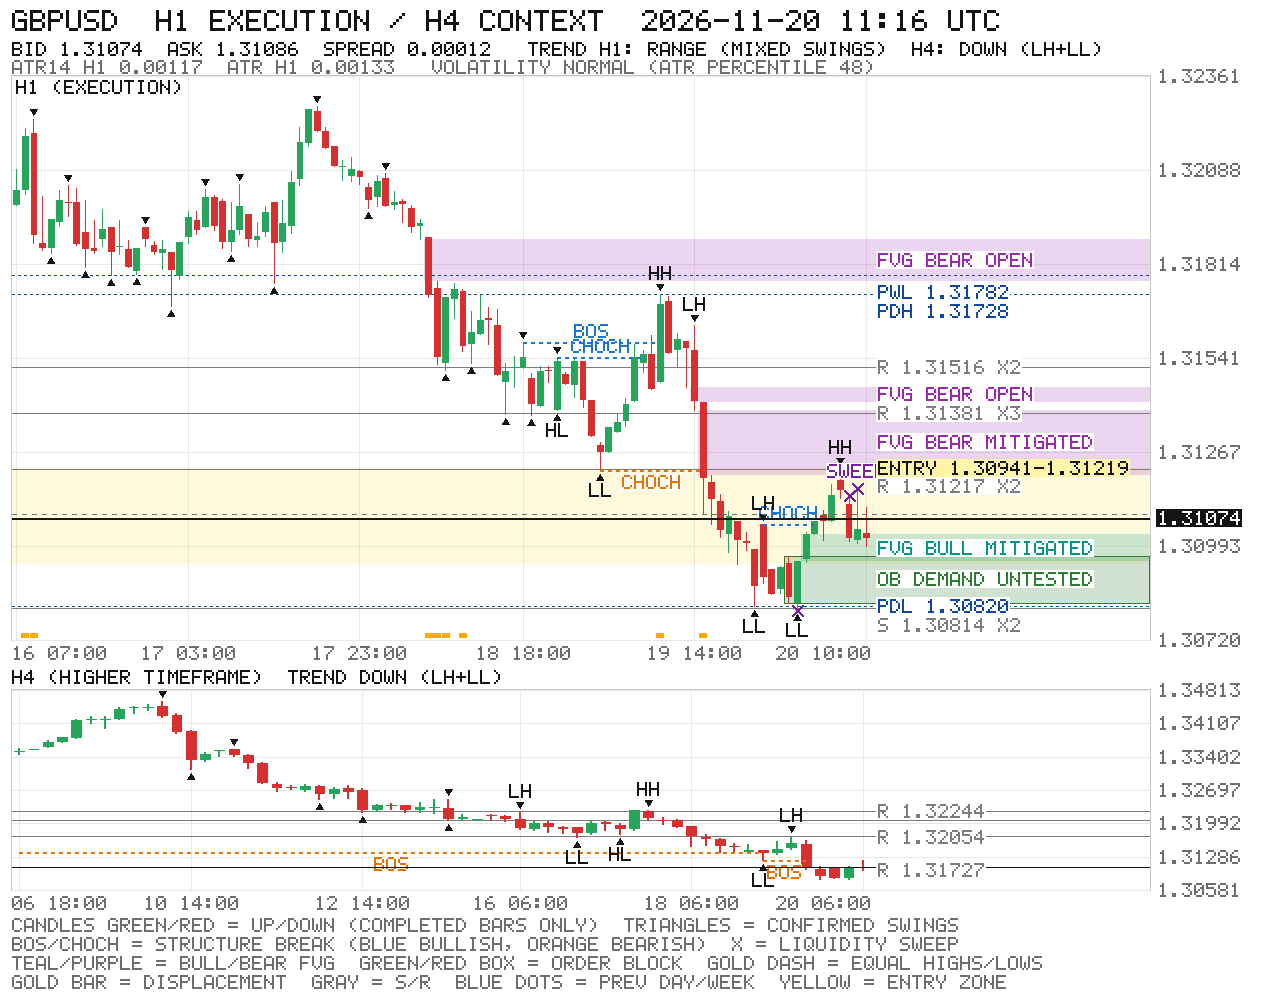 GBPUSD  H1 EXECUTION / H4 CONTEXT  2026-11-20 11:16 UTC
BID 1.31074  ASK 1.31086  SPREAD 0.00012   TREND H1: RANGE (MIXED SWINGS)  H4: DOWN (LH+LL)
ATR14 H1 0.00117  ATR H1 0.00133   VOLATILITY NORMAL (ATR PERCENTILE 48)
H1 (EXECUTION)
1.32361
1.32088
FVG BEAR OPEN
1.31814
HH
PWL 1.31782
LH
PDH 1.31728
BOS
CHOCH
1.31541
R 1.31516 X2
FVG BEAR OPEN
R 1.31381 X3
HL
FVG BEAR MITIGATED
HH
1.31267
SWEE
ENTRY 1.30941-1.31219
CHOCH
LL
R 1.31217 X2
LH
CHOCH
1.31074
FVG BULL MITIGATED
1.30993
OB DEMAND UNTESTED
PDL 1.30820
LL
LL
S 1.30814 X2
1.30720
16 07:00  17 03:00  17 23:00  18 18:00  19 14:00  20 10:00
H4 (HIGHER TIMEFRAME)  TREND DOWN (LH+LL)
1.34813
1.34107
1.33402
1.32697
LH
HH
R 1.32244
LH
1.31992
R 1.32054
LL
HL
BOS
1.31286
R 1.31727
BOS
LL
1.30581
06 18:00  10 14:00  12 14:00  16 06:00  18 06:00  20 06:00
CANDLES GREEN/RED = UP/DOWN (COMPLETED BARS ONLY)  TRIANGLES = CONFIRMED SWINGS
BOS/CHOCH = STRUCTURE BREAK (BLUE BULLISH, ORANGE BEARISH)  X = LIQUIDITY SWEEP
TEAL/PURPLE = BULL/BEAR FVG  GREEN/RED BOX = ORDER BLOCK  GOLD DASH = EQUAL HIGHS/LOWS
GOLD BAR = DISPLACEMENT  GRAY = S/R  BLUE DOTS = PREV DAY/WEEK  YELLOW = ENTRY ZONE